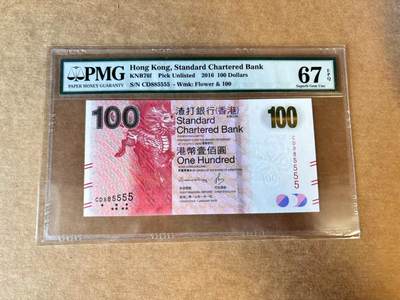 PMG
PAPER MONEY GUARANTY
Hong Kong, Standard Chartered Bank
KNB76f Pick Unlisted 2016 100 Dollars
S/N CD885555 - Wmk: Flower & 100
67 EPQ
Superb Gem Unc
100
渣打銀行(香港)
Standard
Chartered Bank
港幣壹佰圓
One Hundred
100
CD885555
CD885555